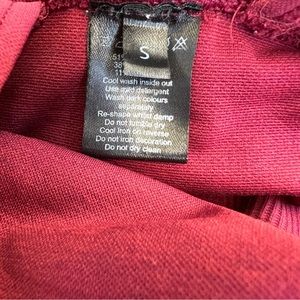 S
Cool wash inside out
Use mild detergent
Wash dark colours
separately
Re-shape whilst damp
Do not tumble dry
Cool Iron on reverse
Do not iron decoration
Do not dry clean